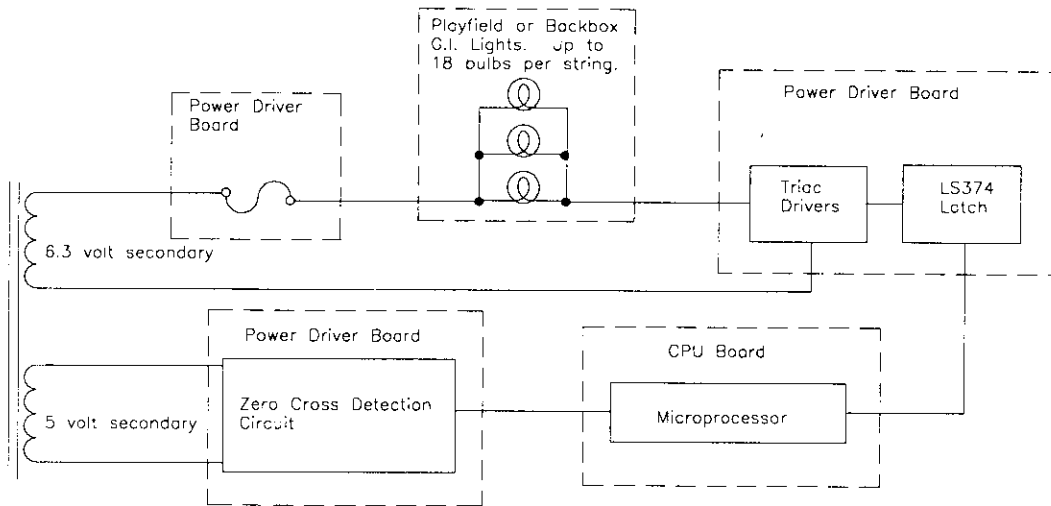 Playfield or Backbox
G.I. Lights. Up to
18 bulbs per string.
Power Driver
Board
Power Driver Board
Triac
Drivers
LS374
Latch
6.3 volt secondary
Power Driver Board
CPU Board
Zero Cross Detection
Circuit
Microprocessor
5 volt secondary